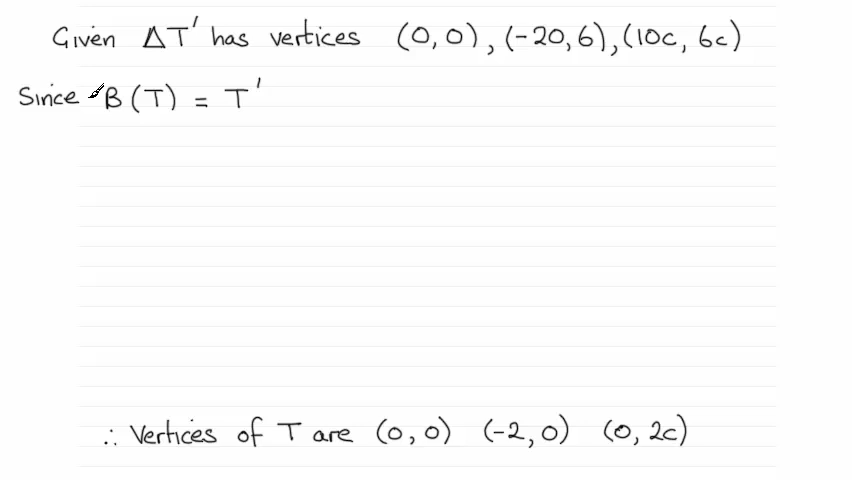 Given ΔT' has vertices (0,0), (-20,6), (10c, 6c)
Since B(T) = T'
∴ Vertices of T are (0,0) (-2,0) (0, 2c)